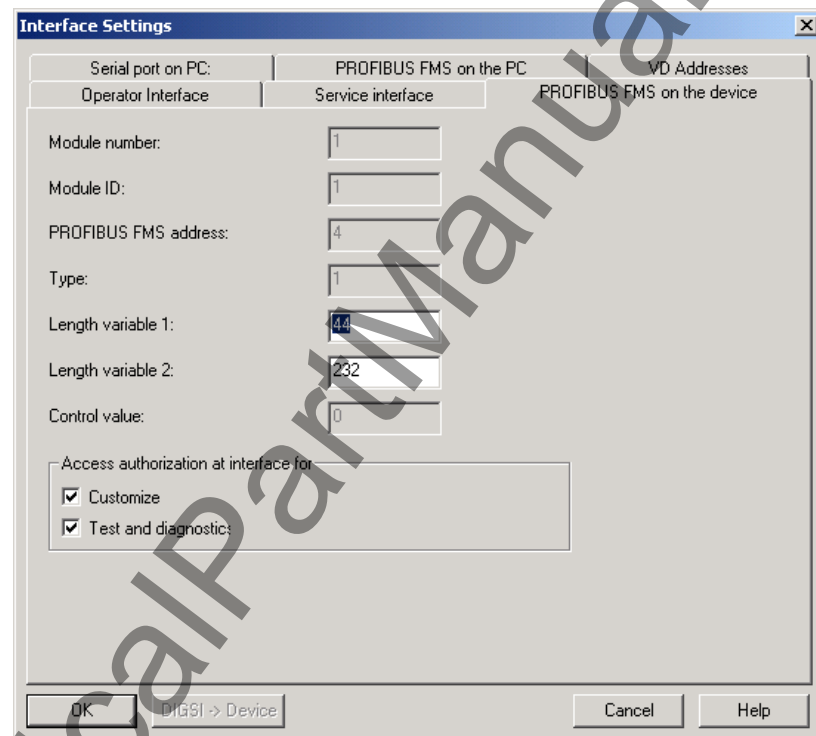 Interface Settings
Serial port on PC: PROFIBUS FMS on the PC VD Addresses
Operator Interface Service interface PROFIBUS FMS on the device
Module number: 1
Module ID: 1
PROFIBUS FMS address: 4
Type: 1
Length variable 1: 44
Length variable 2: 232
Control value: 0
Access authorization at interface for
Customize
Test and diagnostics
OK DIGSI -> Device Cancel Help